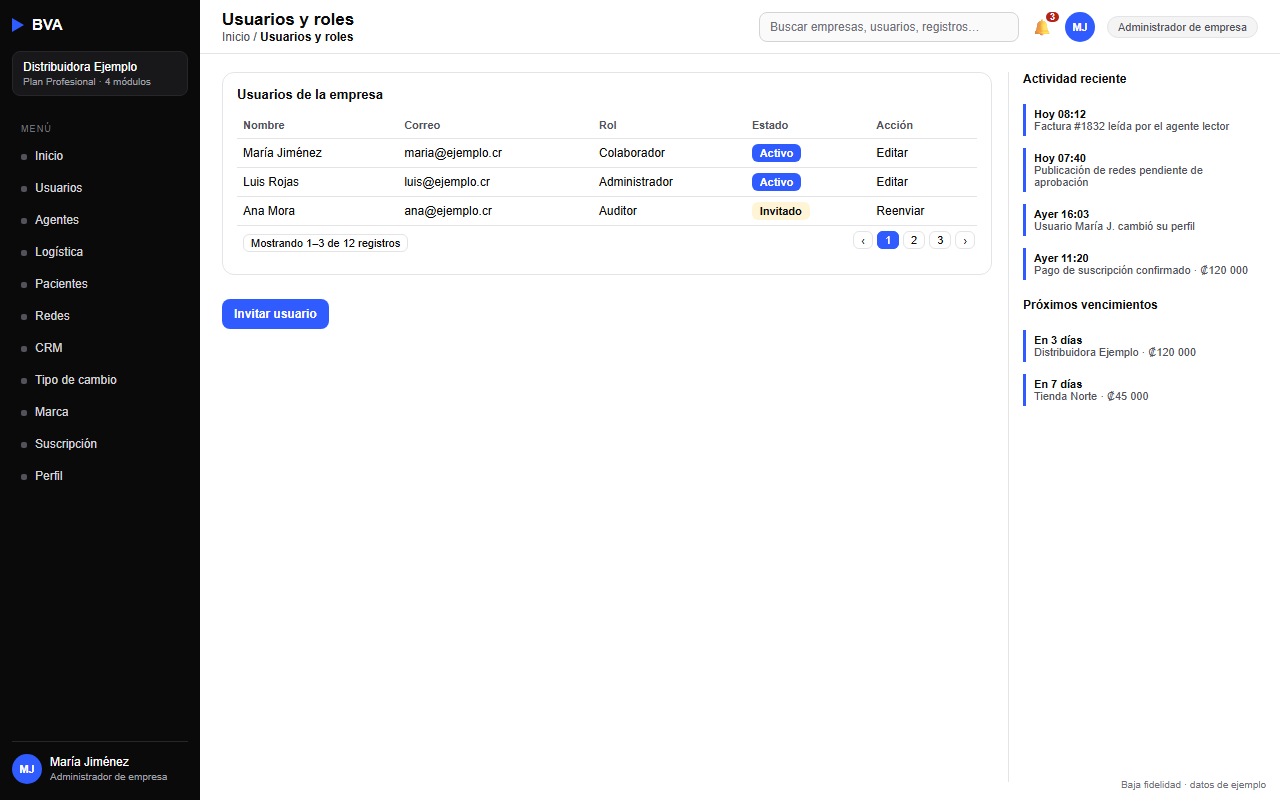 BVA
Distribuidora Ejemplo
Plan Profesional · 4 módulos
MENÚ
Inicio
Usuarios
Agentes
Logística
Pacientes
Redes
CRM
Tipo de cambio
Marca
Suscripción
Perfil
MJ
María Jiménez
Administrador de empresa
Usuarios y roles
Inicio / Usuarios y roles
Buscar empresas, usuarios, registros...
3
MJ
Administrador de empresa
Usuarios de la empresa
Nombre Correo Rol Estado Acción
María Jiménez maria@ejemplo.cr Colaborador Activo Editar
Luis Rojas luis@ejemplo.cr Administrador Activo Editar
Ana Mora ana@ejemplo.cr Auditor Invitado Reenviar
Mostrando 1–3 de 12 registros ‹ 1 2 3 ›
Invitar usuario
Actividad reciente
Hoy 08:12
Factura #1832 leída por el agente lector
Hoy 07:40
Publicación de redes pendiente de
aprobación
Ayer 16:03
Usuario María J. cambió su perfil
Ayer 11:20
Pago de suscripción confirmado · ₡120 000
Próximos vencimientos
En 3 días
Distribuidora Ejemplo · ₡120 000
En 7 días
Tienda Norte · ₡45 000
Baja fidelidad · datos de ejemplo